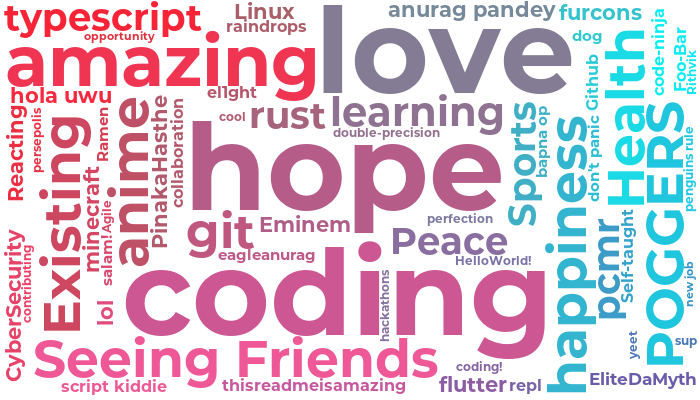 typescript
opportunity
Linux
raindrops
anurag pandey
furcons
love
amazing
dog
code-ninja
Foo-Bar
Rithvik
hola uwu
el1ght
cool
rust
learning
double-precision
Reacting
persepolis
Existing
Ramen
anime
PinakaHasthe
collaboration
hope
Sports
bapna op
happiness
don't panic
Github
Health
POGGERS
penguins rule
minecraft
salam!
Agile
git
Eminem
perfection
Peace
eagleanurag
HelloWorld!
pcmr
Self-taught
new job
CyberSecurity
contributing
lol
coding
hackathons
Seeing Friends
yeet
sup
script kiddie
thisreadmeisamazing
coding!
flutter
repl
EliteDaMyth